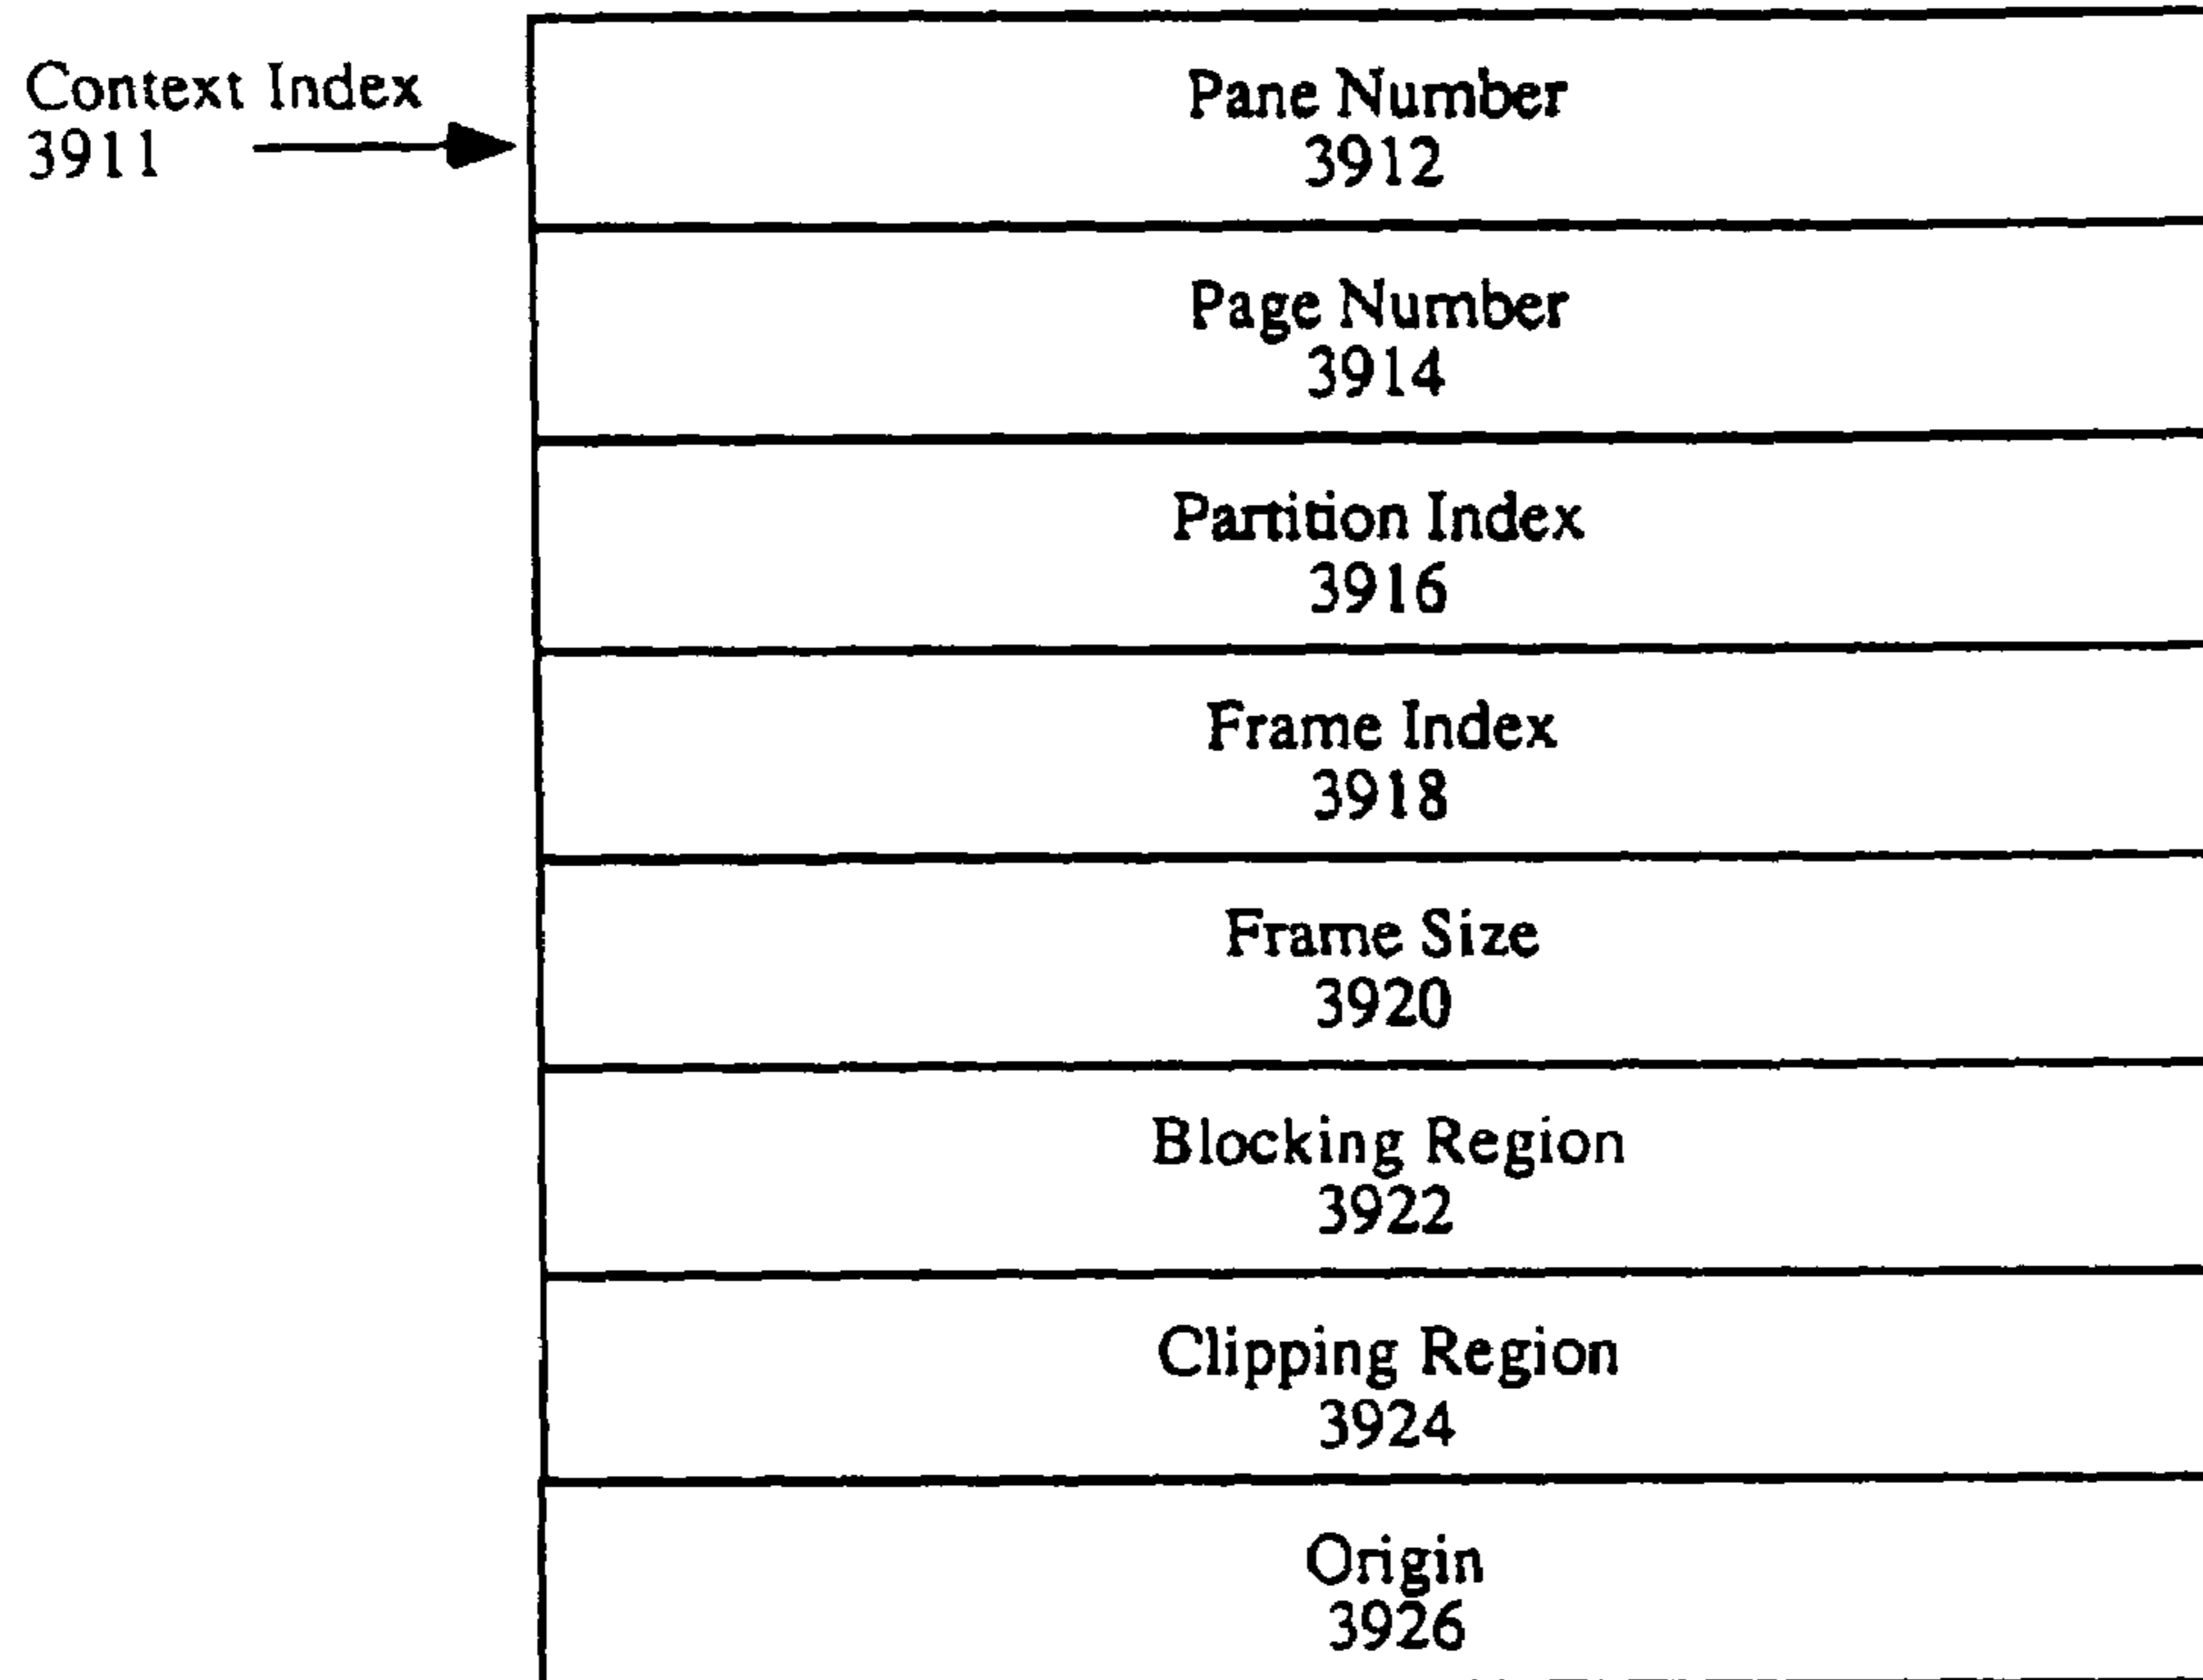 Context Index
3911
Pane Number
3912
Page Number
3914
Partition Index
3916
Frame Index
3918
Frame Size
3920
Blocking Region
3922
Clipping Region
3924
Origin
3926